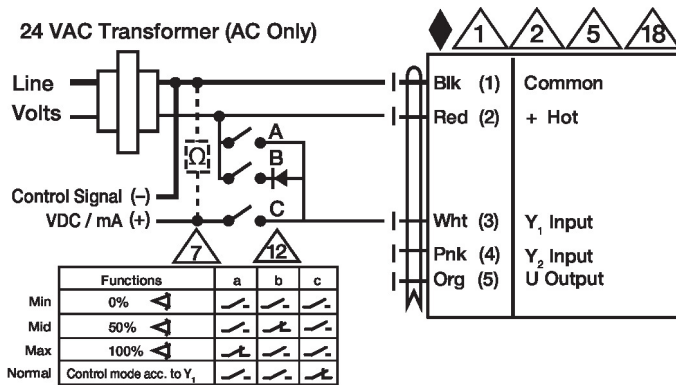 24 VAC Transformer (AC Only)
1 2 5 18
Line
Volts
Blk (1) Common
Red (2) + Hot
A
B
Ω
C
Control Signal (–)
VDC / mA (+)
Wht (3) Y1 Input
Pnk (4) Y2 Input
Org (5) U Output
7 12
Functions a b c
Min 0%
Mid 50%
Max 100%
Normal Control mode acc. to Y1